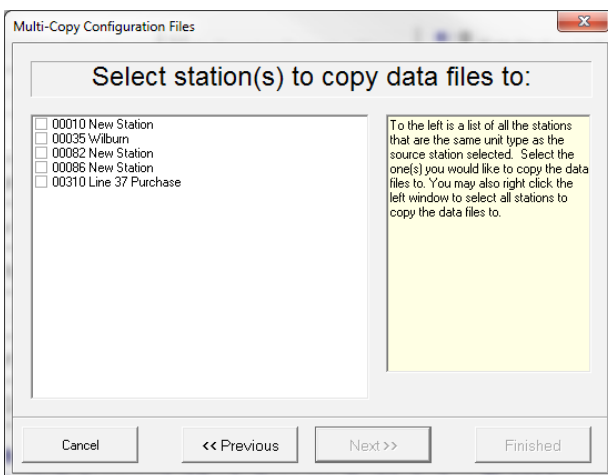 Multi-Copy Configuration Files
Select station(s) to copy data files to:
00010 New Station
00035 Wilburn
00082 New Station
00086 New Station
00310 Line 37 Purchase
To the left is a list of all the stations
that are the same unit type as the
source station selected.  Select the
one(s) you would like to copy the data
files to. You may also right click the
left window to select all stations to
copy the data files to.
Cancel
<< Previous
Next >>
Finished